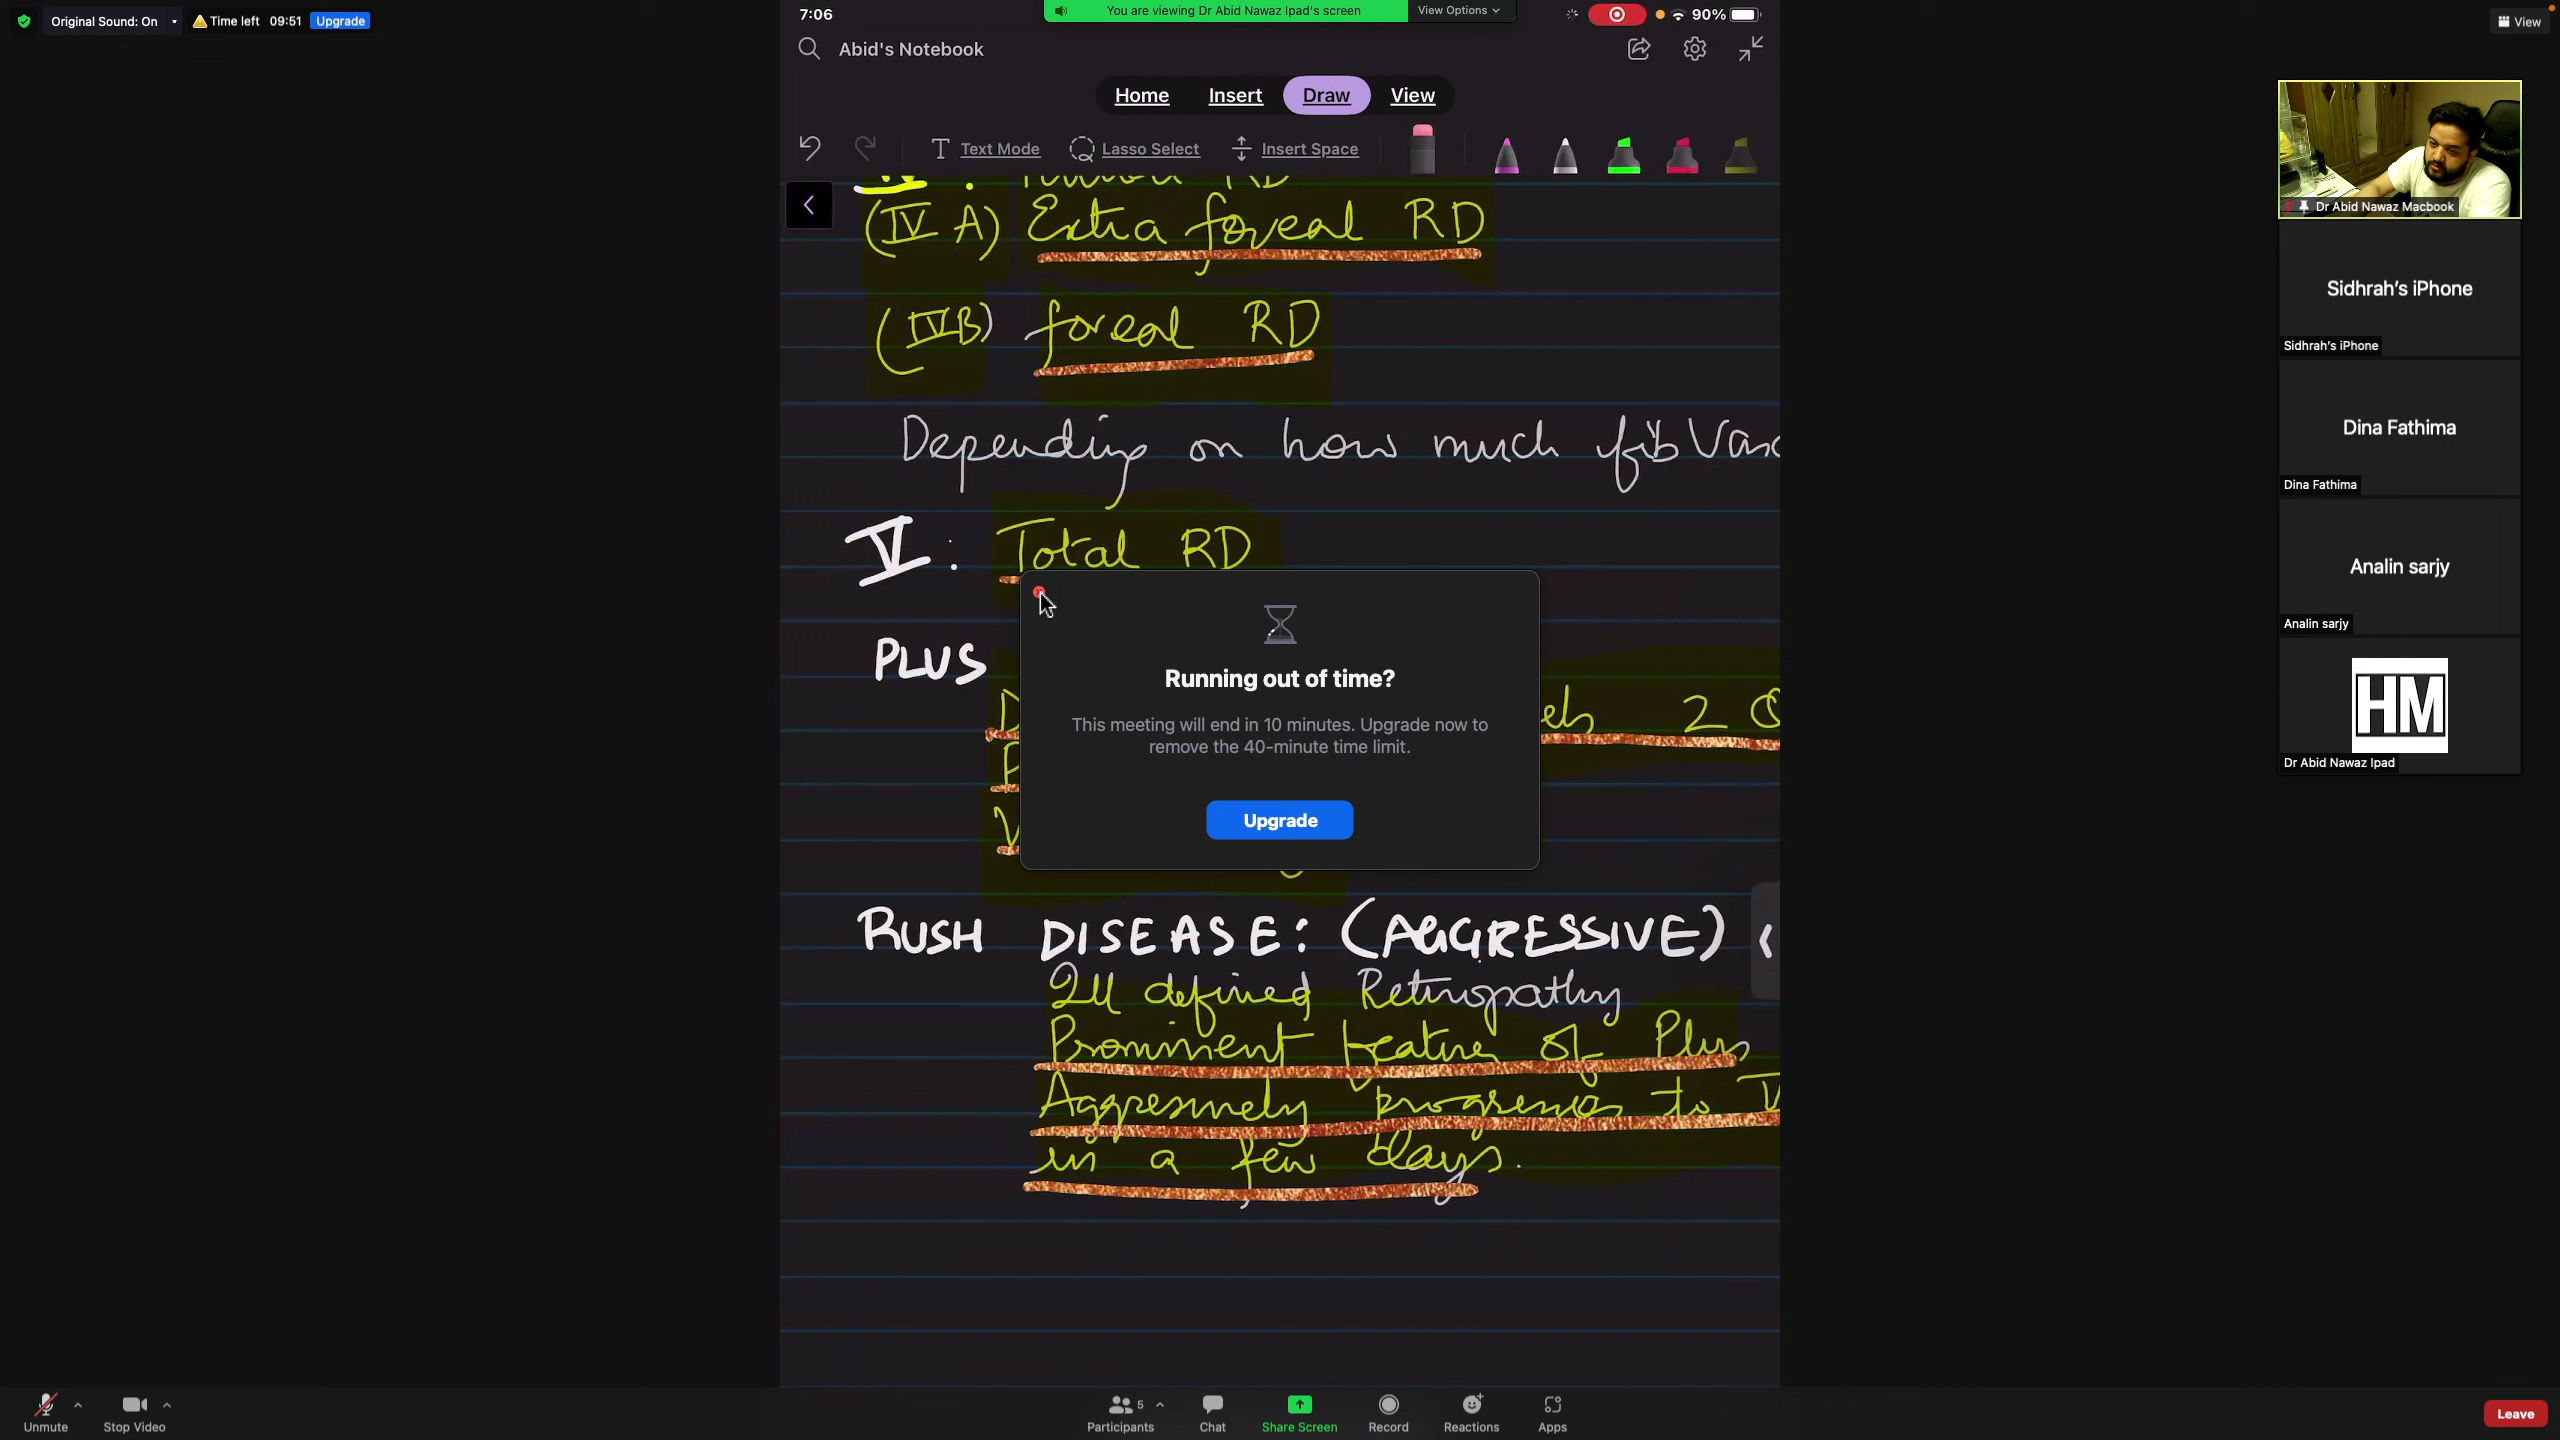 Original Sound: On
Time left 09:51 Upgrade
7:06
You are viewing Dr Abid Nawaz Ipad's screen
View Options
90%
View
Abid's Notebook
Home Insert Draw View
Text Mode Lasso Select Insert Space
(IV A) Extra foveal RD
(IVB) foveal RD
Depending on how much fib Vasc
V: Total RD
PLUS
els 2 Q
RUSH DISEASE: (AGGRESSIVE)
Ill defined Retinopathy
Prominent feature of Plus
Aggressively progresses to
in a few days.
Running out of time?
This meeting will end in 10 minutes. Upgrade now to
remove the 40-minute time limit.
Upgrade
Dr Abid Nawaz Macbook
Sidhrah's iPhone
Sidhrah's iPhone
Dina Fathima
Dina Fathima
Analin sarjy
Analin sarjy
HM
Dr Abid Nawaz Ipad
Unmute
Stop Video
5
Participants
Chat
Share Screen
Record
Reactions
Apps
Leave